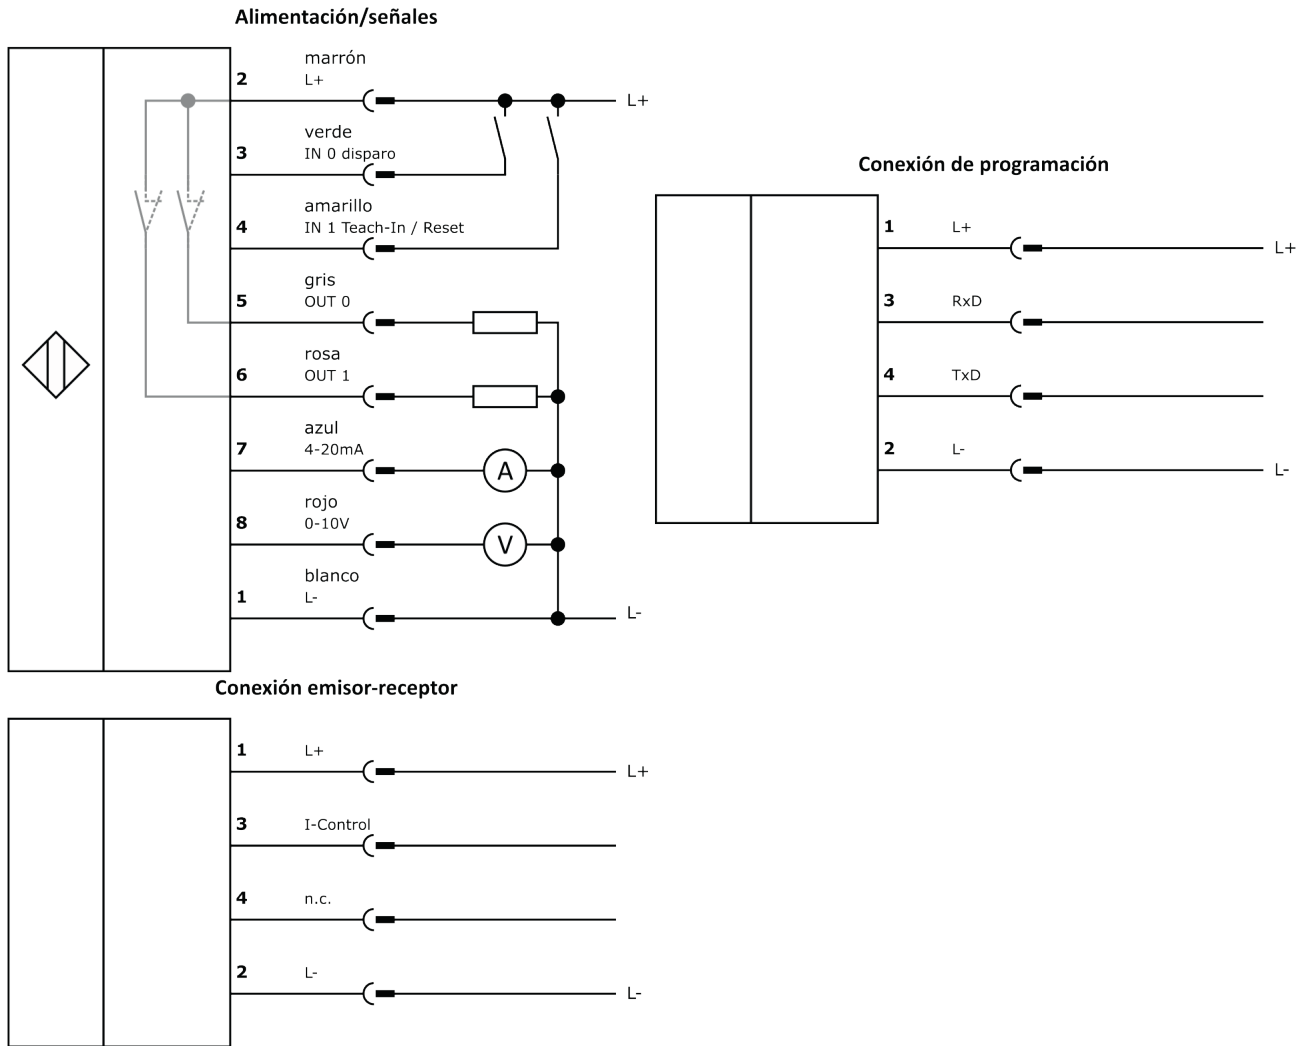 Alimentación/señales
marrón
2 L+
L+
verde
3 IN 0 disparo
amarillo
4 IN 1 Teach-In / Reset
gris
5 OUT 0
rosa
6 OUT 1
azul
7 4-20mA
A
rojo
8 0-10V
V
blanco
1 L-
L-
Conexión de programación
1 L+
L+
3 RxD
4 TxD
2 L-
L-
Conexión emisor-receptor
1 L+
L+
3 I-Control
4 n.c.
2 L-
L-